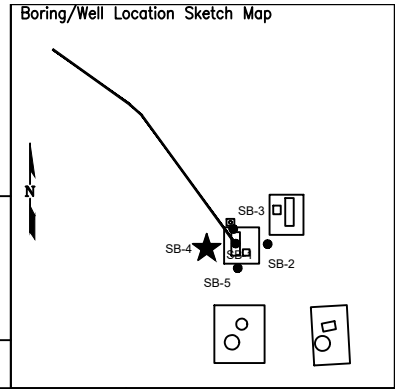 Boring/Well Location Sketch Map
N
SB-3
SB-4
SB-1
SB-2
SB-5